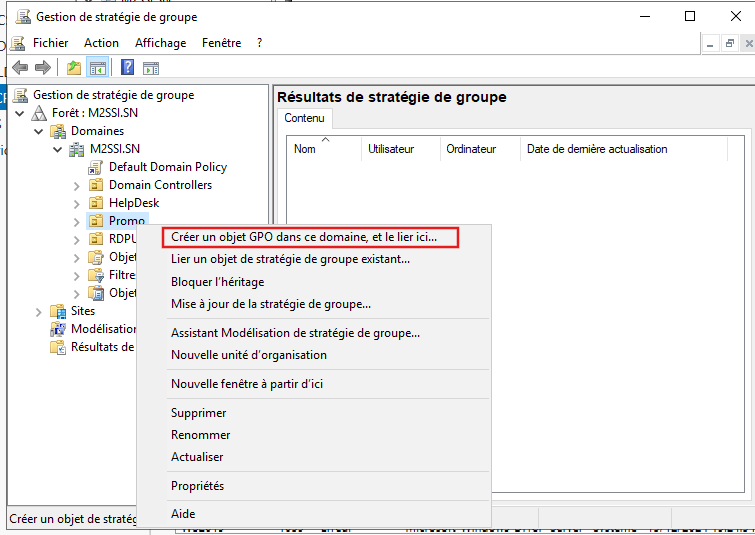 Gestion de stratégie de groupe
Fichier Action Affichage Fenêtre ?
Gestion de stratégie de groupe
Forêt : M2SSI.SN
Domaines
M2SSI.SN
Default Domain Policy
Domain Controllers
HelpDesk
Promo
RDPU
Objet
Filtres
Objet
Sites
Modélisation
Résultats de
Résultats de stratégie de groupe
Contenu
Nom Utilisateur Ordinateur Date de dernière actualisation
Créer un objet GPO dans ce domaine, et le lier ici...
Lier un objet de stratégie de groupe existant...
Bloquer l'héritage
Mise à jour de la stratégie de groupe...
Assistant Modélisation de stratégie de groupe...
Nouvelle unité d'organisation
Nouvelle fenêtre à partir d'ici
Supprimer
Renommer
Actualiser
Propriétés
Aide
Créer un objet de stratég